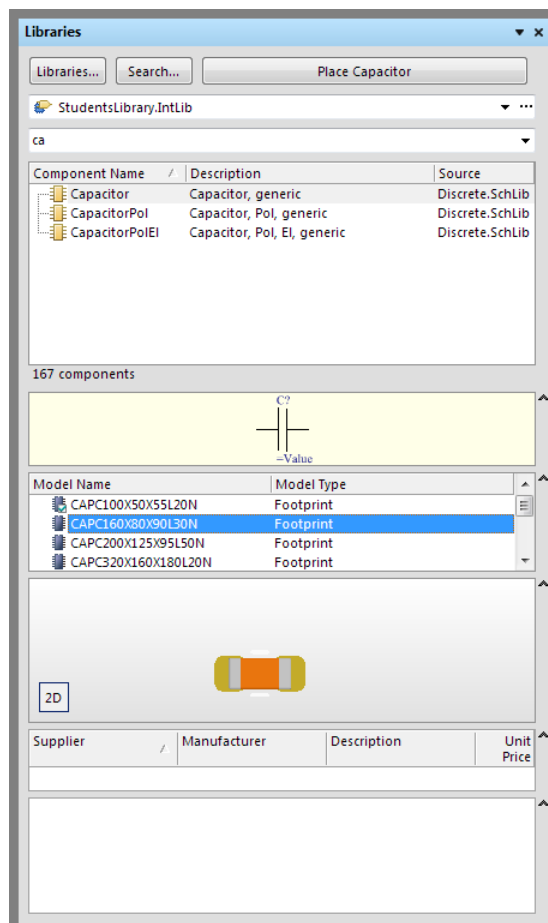 Libraries
Libraries... Search... Place Capacitor
StudentsLibrary.IntLib ...
ca
Component Name Description Source
Capacitor Capacitor, generic Discrete.SchLib
CapacitorPol Capacitor, Pol, generic Discrete.SchLib
CapacitorPolEl Capacitor, Pol, El, generic Discrete.SchLib
167 components
C?
=Value
Model Name Model Type
CAPC100X50X55L20N Footprint
CAPC160X80X90L30N Footprint
CAPC200X125X95L50N Footprint
CAPC320X160X180L20N Footprint
2D
Supplier Manufacturer Description Unit
Price